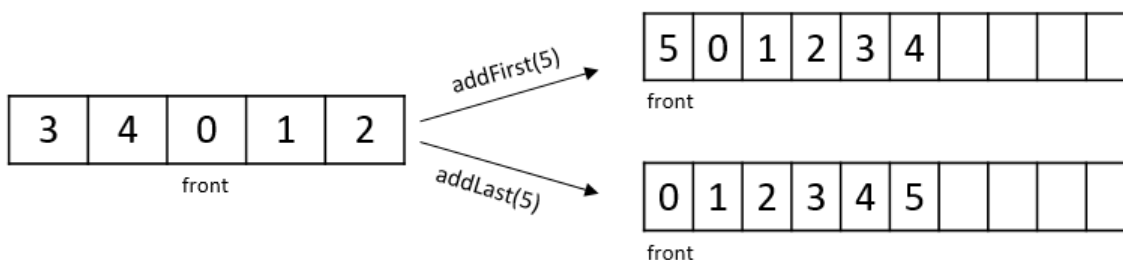 3 4 0 1 2
front
addFirst(5)
addLast(5)
5 0 1 2 3 4
front
0 1 2 3 4 5
front